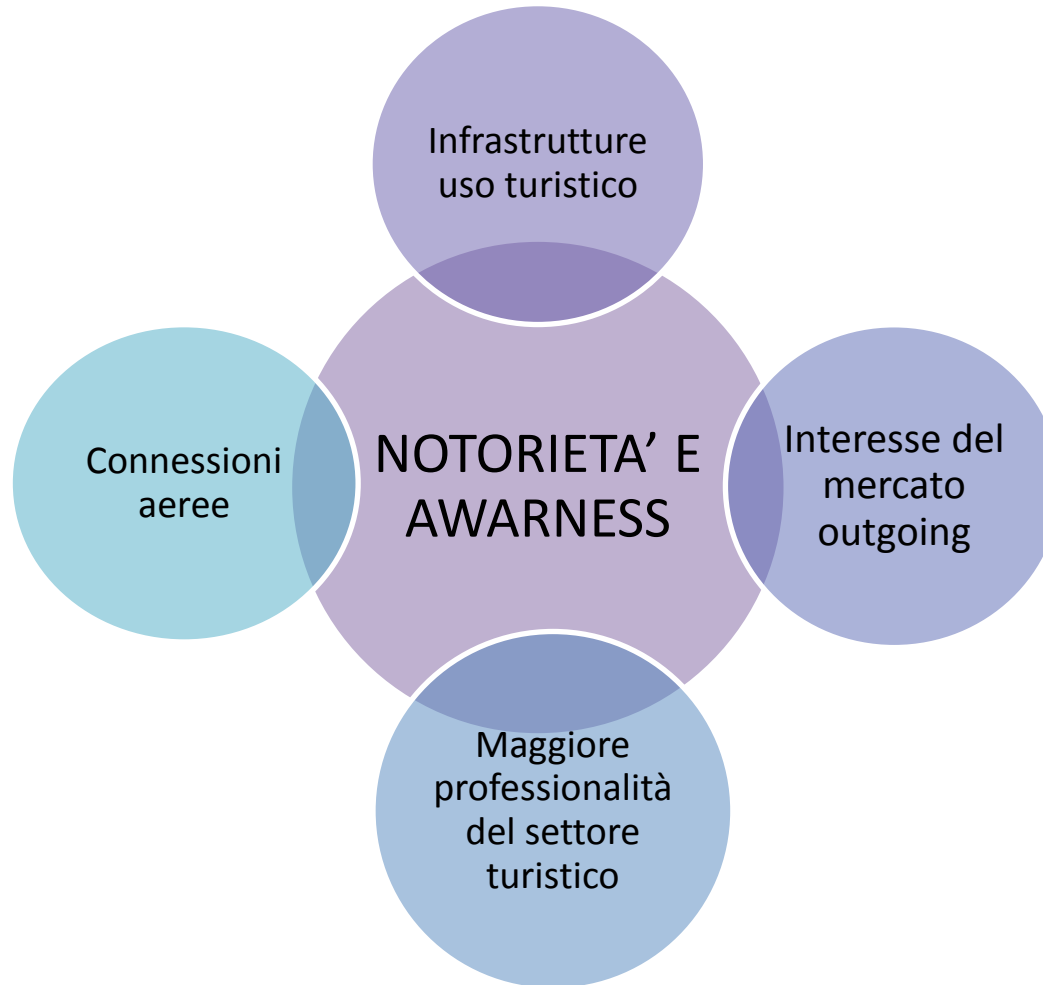 Infrastrutture
uso turistico
Connessioni
aeree
NOTORIETA’ E
AWARNESS
Interesse del
mercato
outgoing
Maggiore
professionalità
del settore
turistico